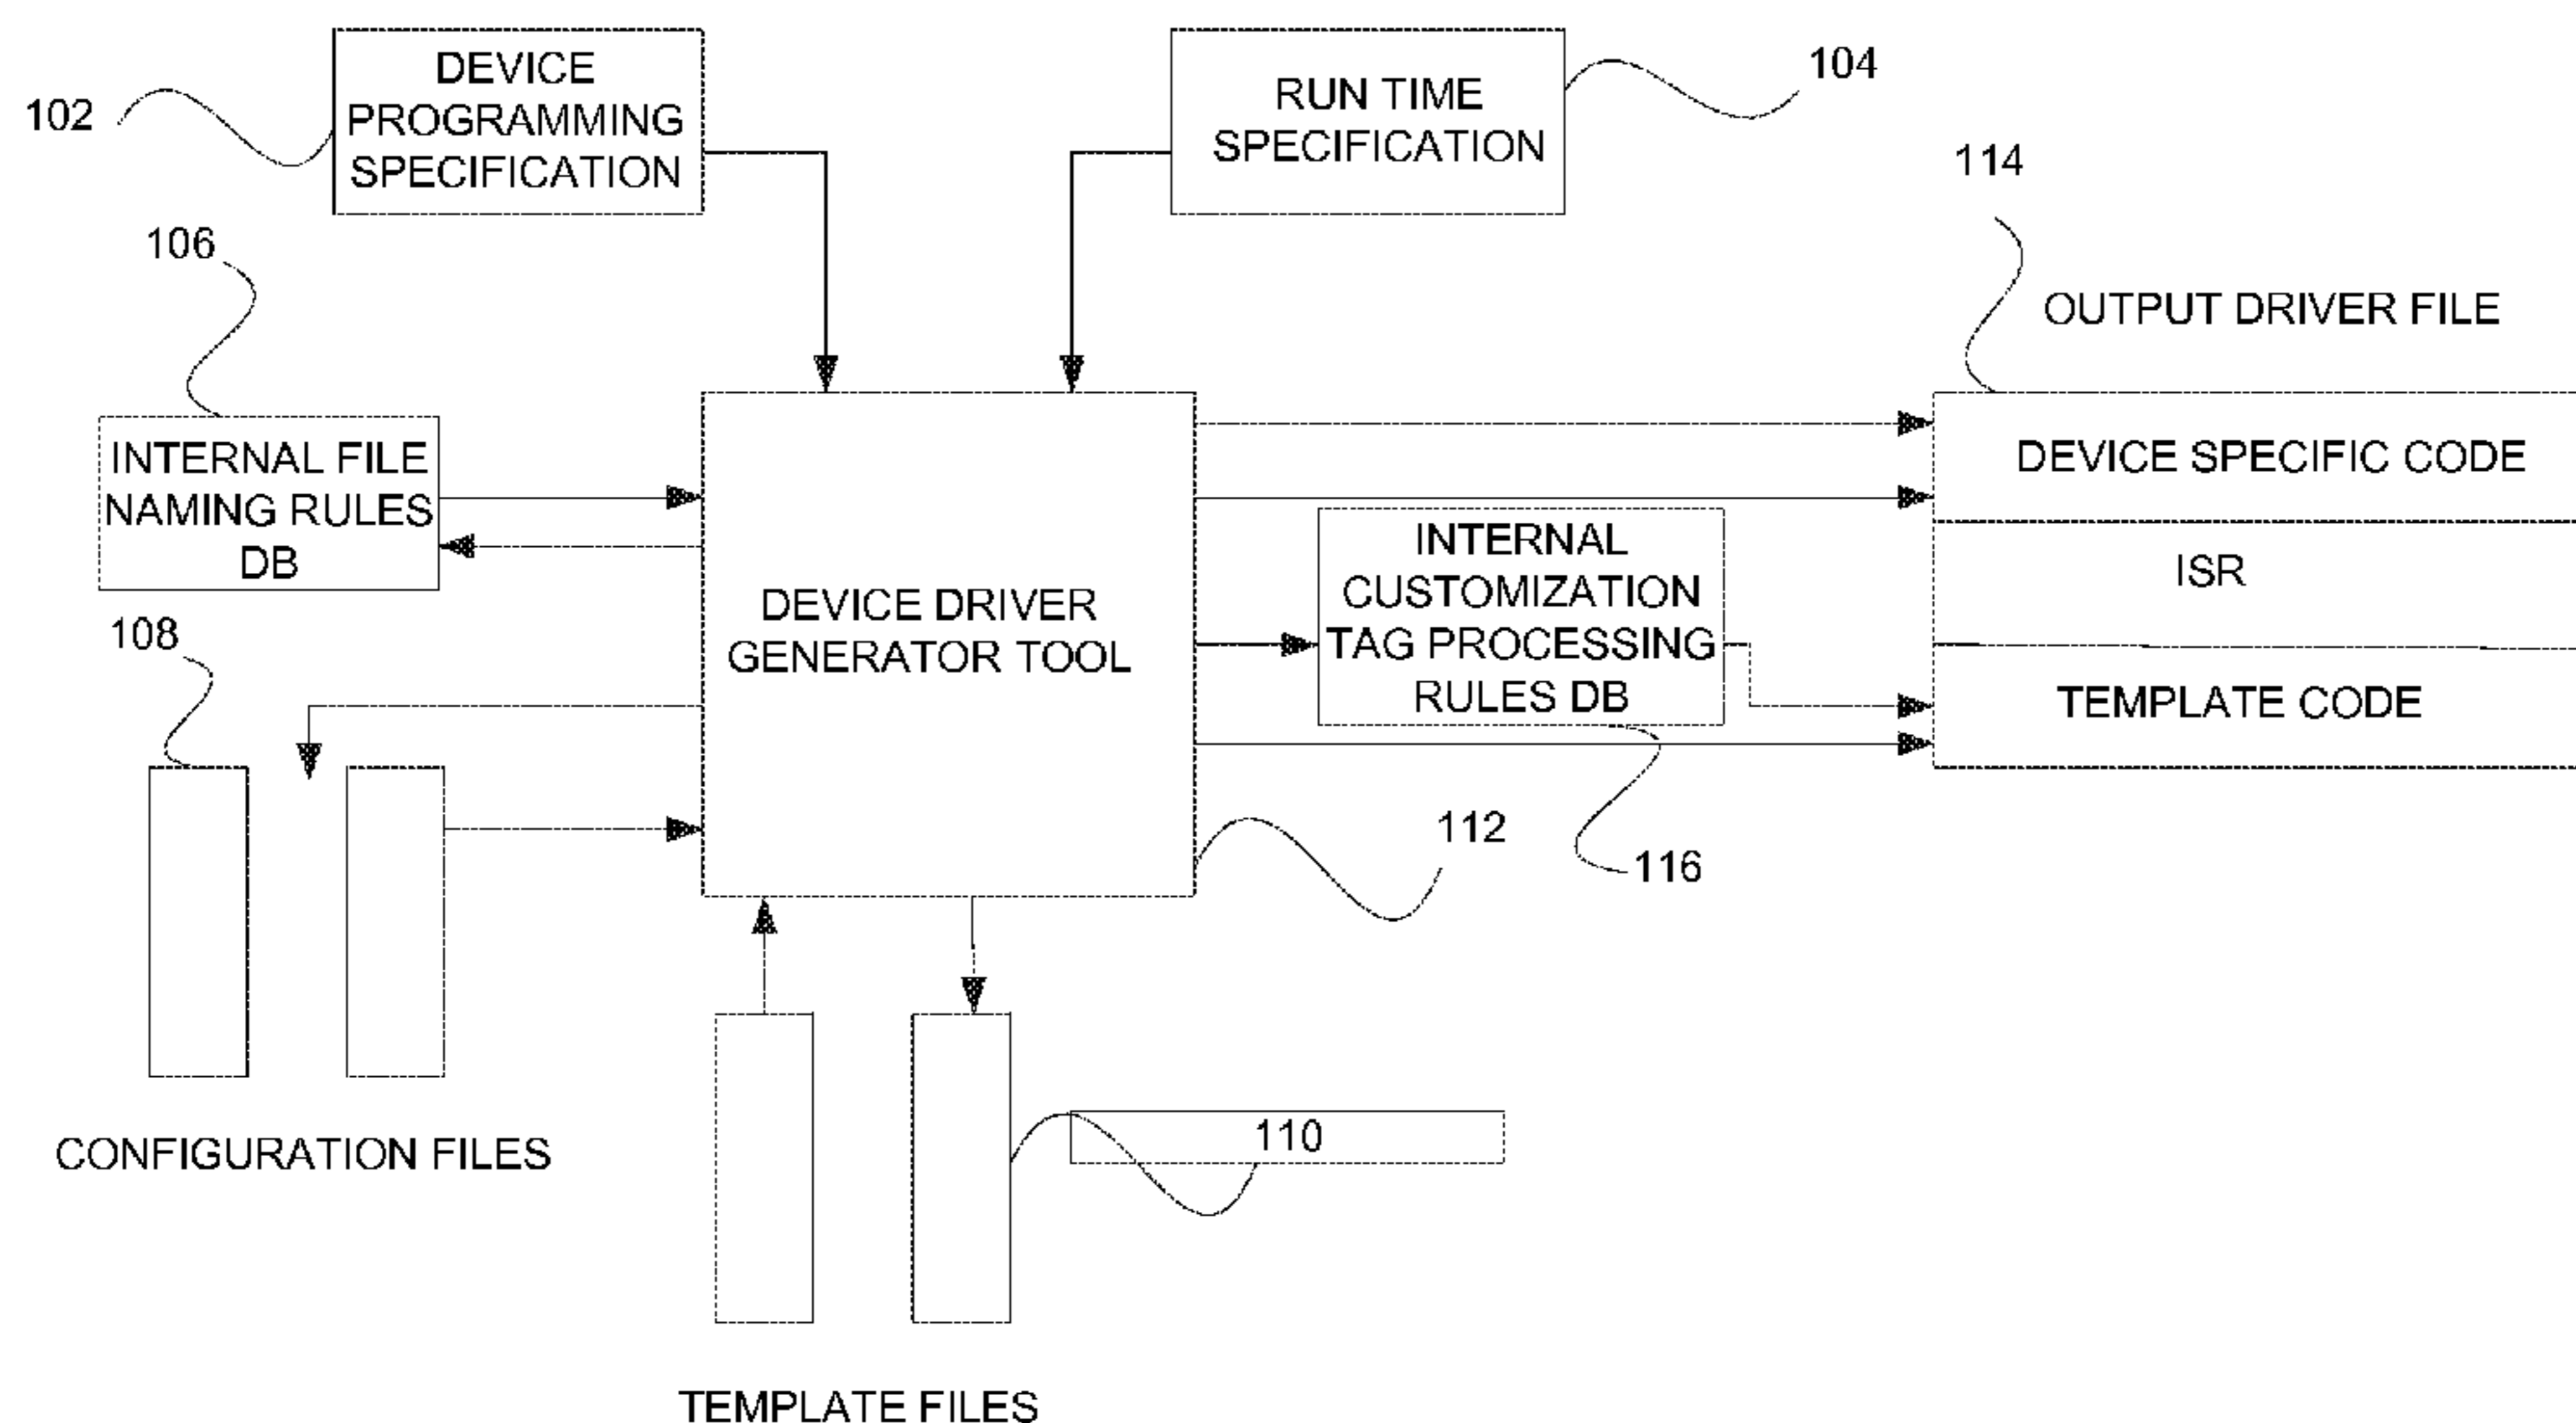 102
DEVICE
PROGRAMMING
SPECIFICATION
RUN TIME
SPECIFICATION
104
106
114
OUTPUT DRIVER FILE
INTERNAL FILE
NAMING RULES
DB
DEVICE DRIVER
GENERATOR TOOL
INTERNAL
CUSTOMIZATION
TAG PROCESSING
RULES DB
DEVICE SPECIFIC CODE
ISR
TEMPLATE CODE
108
112
116
CONFIGURATION FILES
110
TEMPLATE FILES